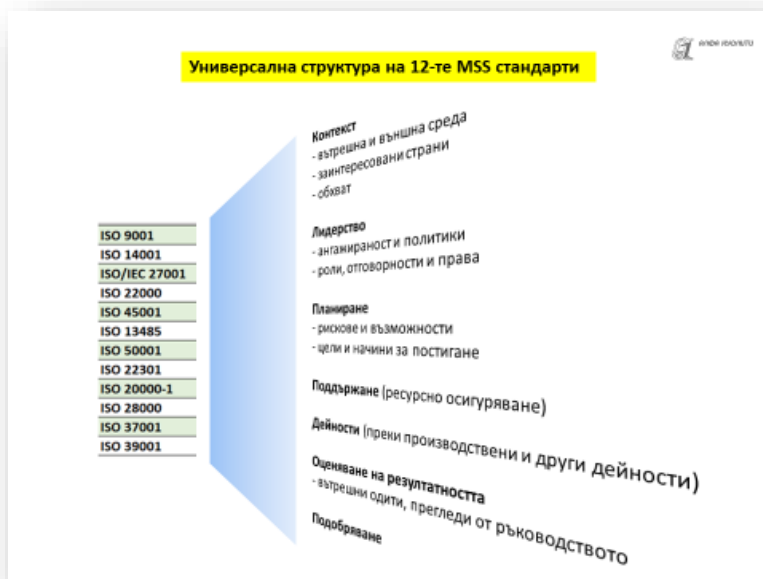 Универсална структура на 12-те MSS стандарти
ISO 9001
ISO 14001
ISO/IEC 27001
ISO 22000
ISO 45001
ISO 13485
ISO 50001
ISO 22301
ISO 20000-1
ISO 28000
ISO 37001
ISO 39001
Контекст
- вътрешна и външна среда
- заинтересовани страни
- обхват
Лидерство
- ангажираност и политики
- роли, отговорности и права
Планиране
- рискове и възможности
- цели и начини за постигане
Поддържане (ресурсно осигуряване)
Дейности (преки производствени и други дейности)
Оценяване на резултатността
- вътрешни одити, прегледи от ръководството
Подобряване